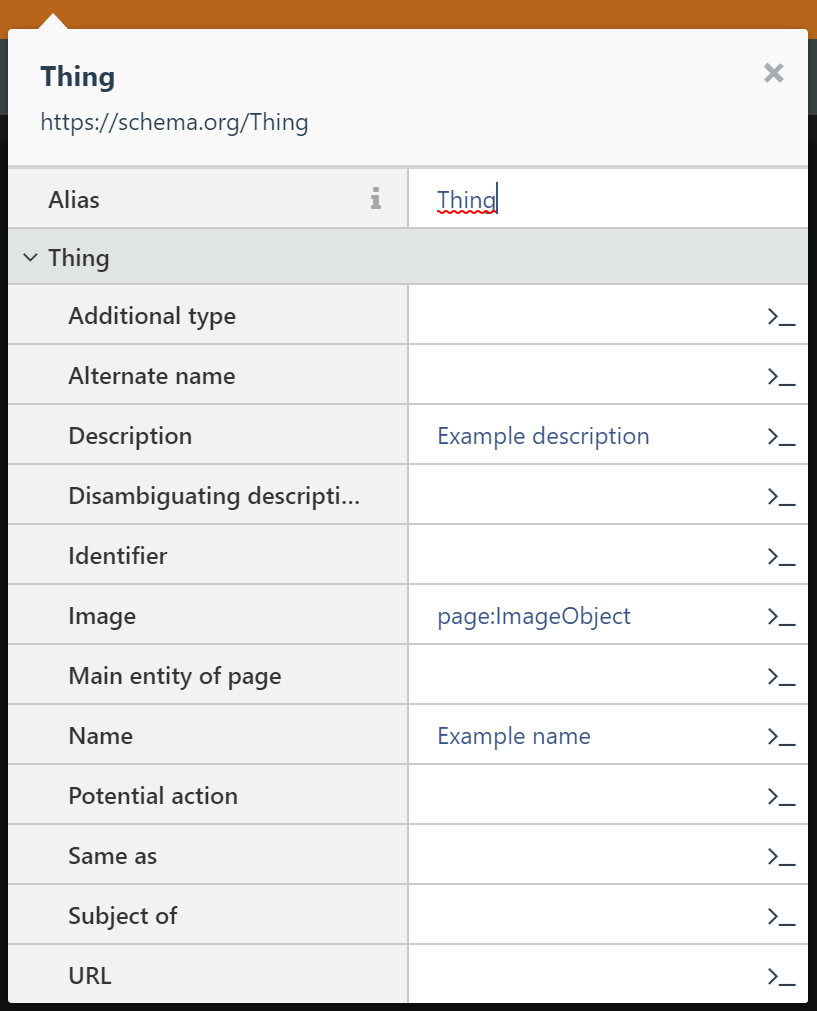 Thing
https://schema.org/Thing
Alias Thing
Thing
Additional type
Alternate name
Description Example description
Disambiguating descripti...
Identifier
Image page:ImageObject
Main entity of page
Name Example name
Potential action
Same as
Subject of
URL